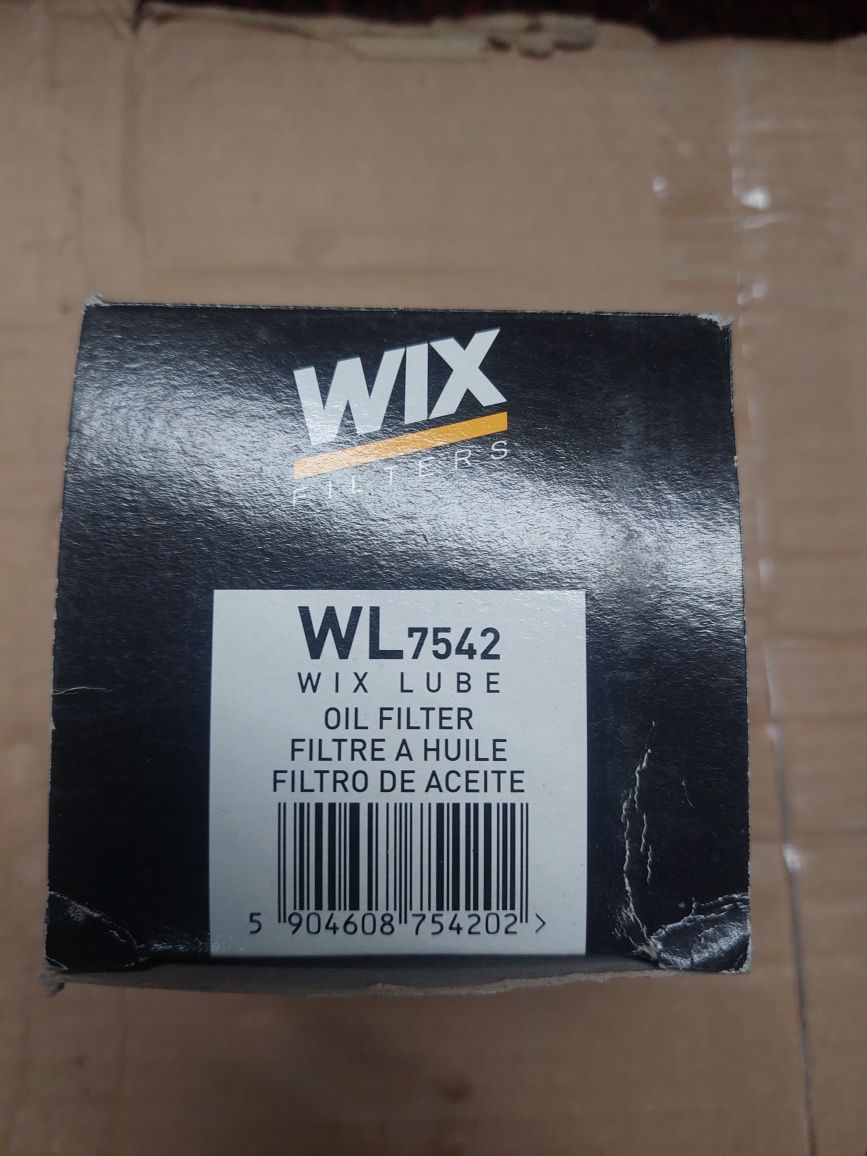 WIX
FILTERS
WL7542
WIX LUBE
OIL FILTER
FILTRE A HUILE
FILTRO DE ACEITE
5 904608 754202 >